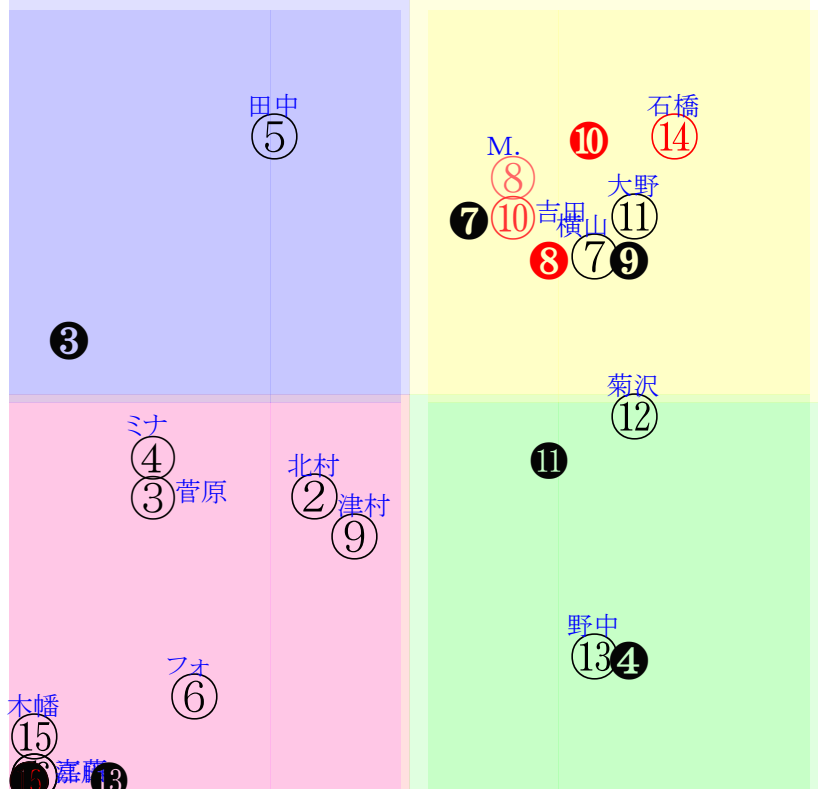 田中
⑤
石橋
❿
⑭
M.
⑧
大野
❼
⑩
吉田
⑪
横山
❽
⑦
❾
❸
菊沢
⑫
ミナ
④
⓫
北村
③
菅原
②
津村
⑨
野中
⑬
❹
フォ
⑥
木幡
⑮
⓭